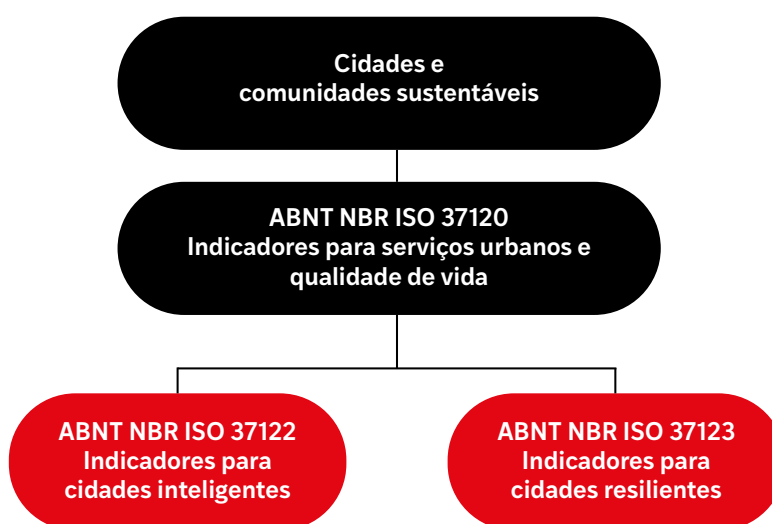 Cidades e
comunidades sustentáveis
ABNT NBR ISO 37120
Indicadores para serviços urbanos e
qualidade de vida
ABNT NBR ISO 37122
Indicadores para
cidades inteligentes
ABNT NBR ISO 37123
Indicadores para
cidades resilientes